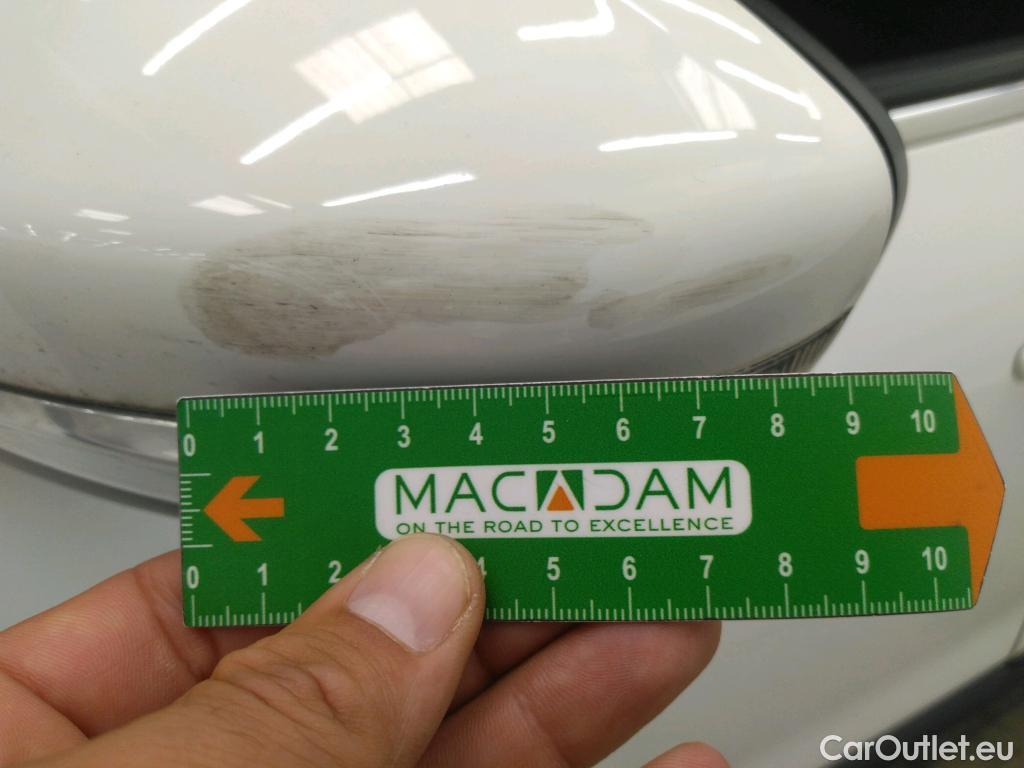 0 1 2 3 4 5 6 7 8 9 10
MACADAM
ON THE ROAD TO EXCELLENCE
0 1 2 4 5 6 7 8 9 10
CarOutlet.eu